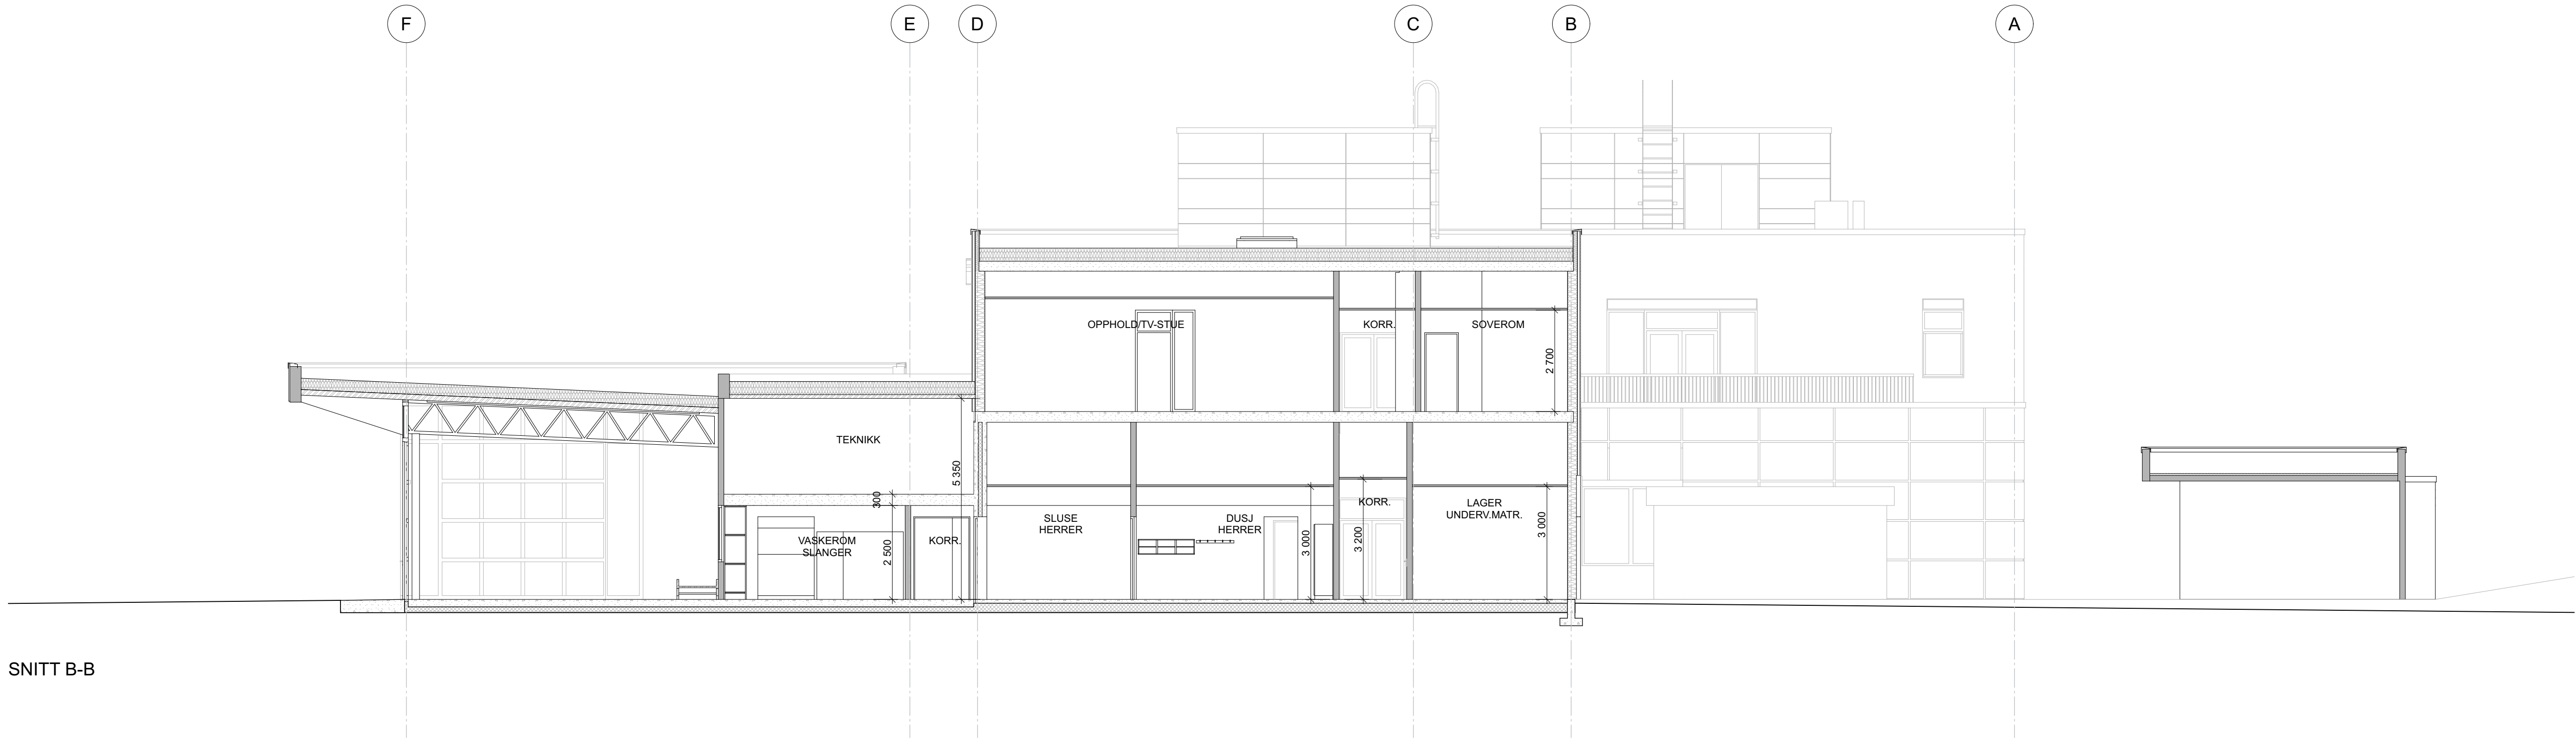 F
E
D
C
B
A
OPPHOLD/TV-STUE
KORR.
SOVEROM
2 700
TEKNIKK
5 350
300
VASKEROM
SLANGER
2 500
KORR.
SLUSE
HERRER
DUSJ
HERRER
3 000
KORR.
3 200
LAGER
UNDERV.MATR.
3 000
SNITT B-B